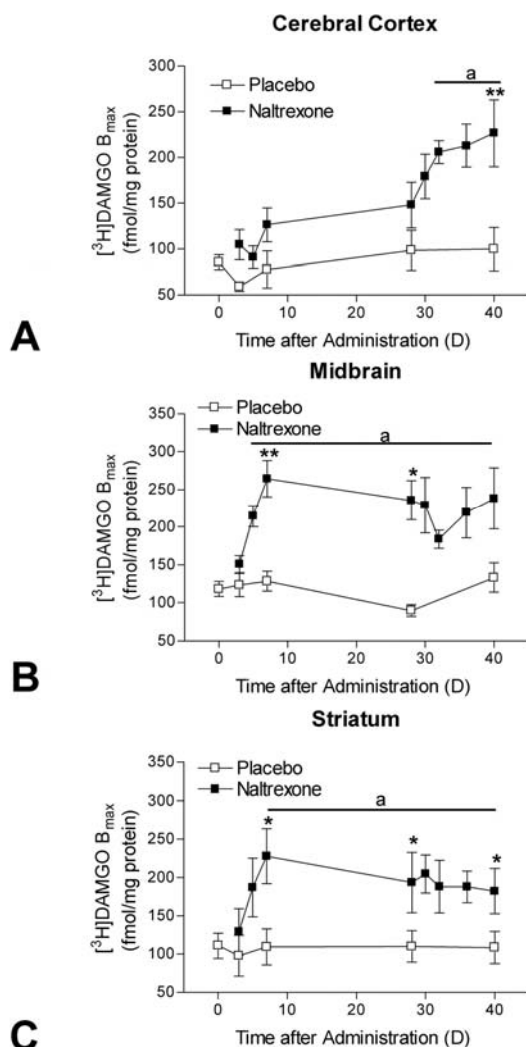 Cerebral Cortex
300
250
200
150
100
50
[³H]DAMGO Bmax
(fmol/mg protein)
Placebo
Naltrexone
a
**
0
10
20
30
40
Time after Administration (D)
A
Midbrain
350
300
250
200
150
100
50
[³H]DAMGO Bmax
(fmol/mg protein)
Placebo
Naltrexone
a
**
*
0
10
20
30
40
Time after Administration (D)
B
Striatum
350
300
250
200
150
100
50
[³H]DAMGO Bmax
(fmol/mg protein)
Placebo
Naltrexone
a
*
*
*
0
10
20
30
40
Time after Administration (D)
C